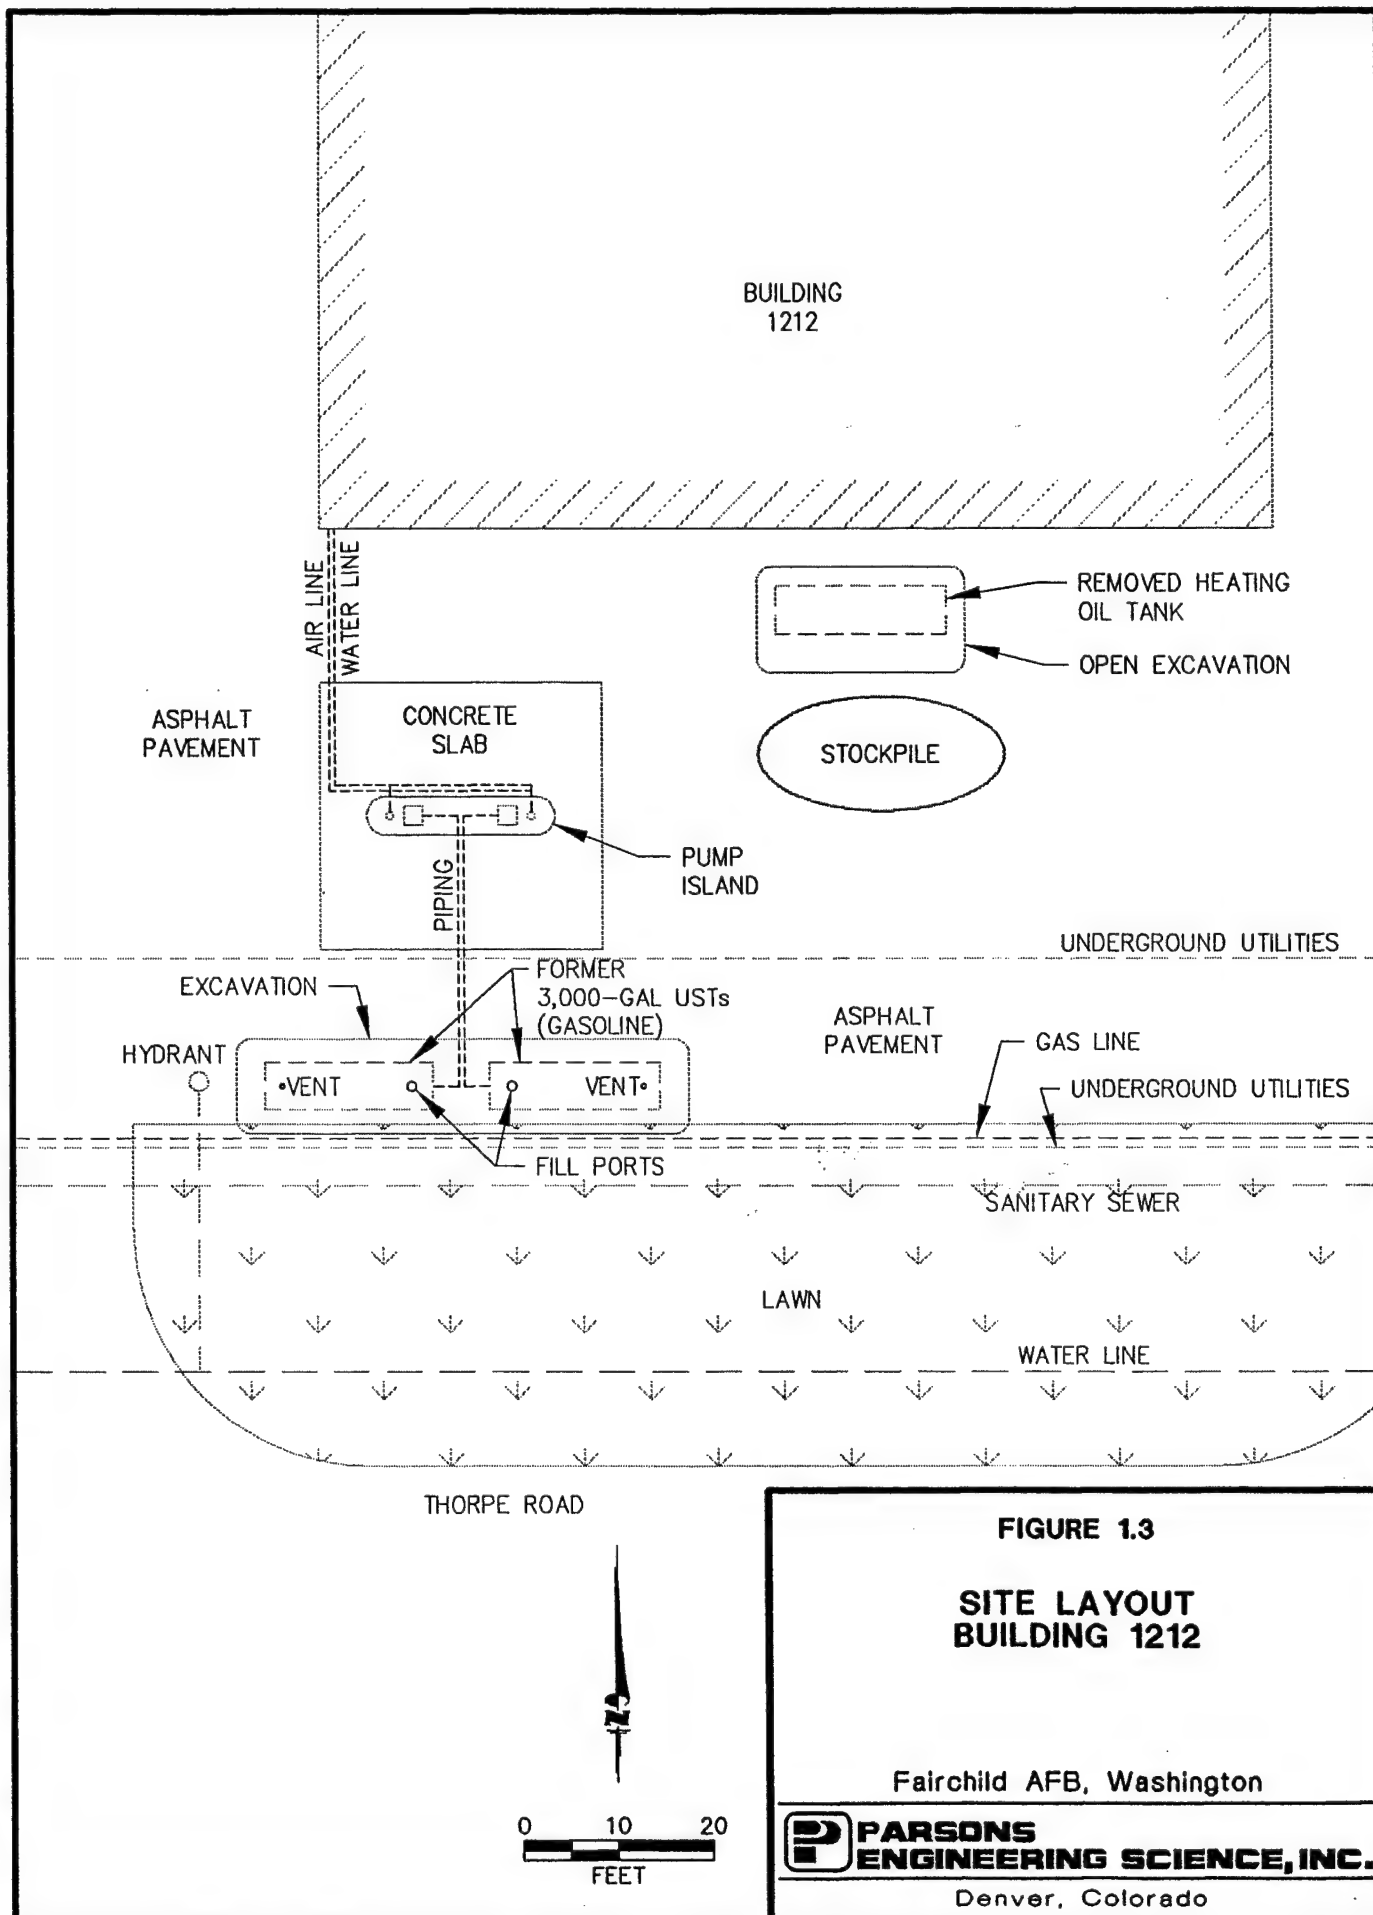 BUILDING
1212
AIR LINE
WATER LINE
REMOVED HEATING
OIL TANK
OPEN EXCAVATION
ASPHALT
PAVEMENT
CONCRETE
SLAB
STOCKPILE
PUMP
ISLAND
PIPING
UNDERGROUND UTILITIES
EXCAVATION
FORMER
3,000-GAL USTs
(GASOLINE)
ASPHALT
PAVEMENT
GAS LINE
HYDRANT
VENT
VENT
UNDERGROUND UTILITIES
FILL PORTS
SANITARY SEWER
LAWN
WATER LINE
THORPE ROAD
N
0 10 20
FEET
FIGURE 1.3
SITE LAYOUT
BUILDING 1212
Fairchild AFB, Washington
P PARSONS
ENGINEERING SCIENCE, INC.
Denver, Colorado